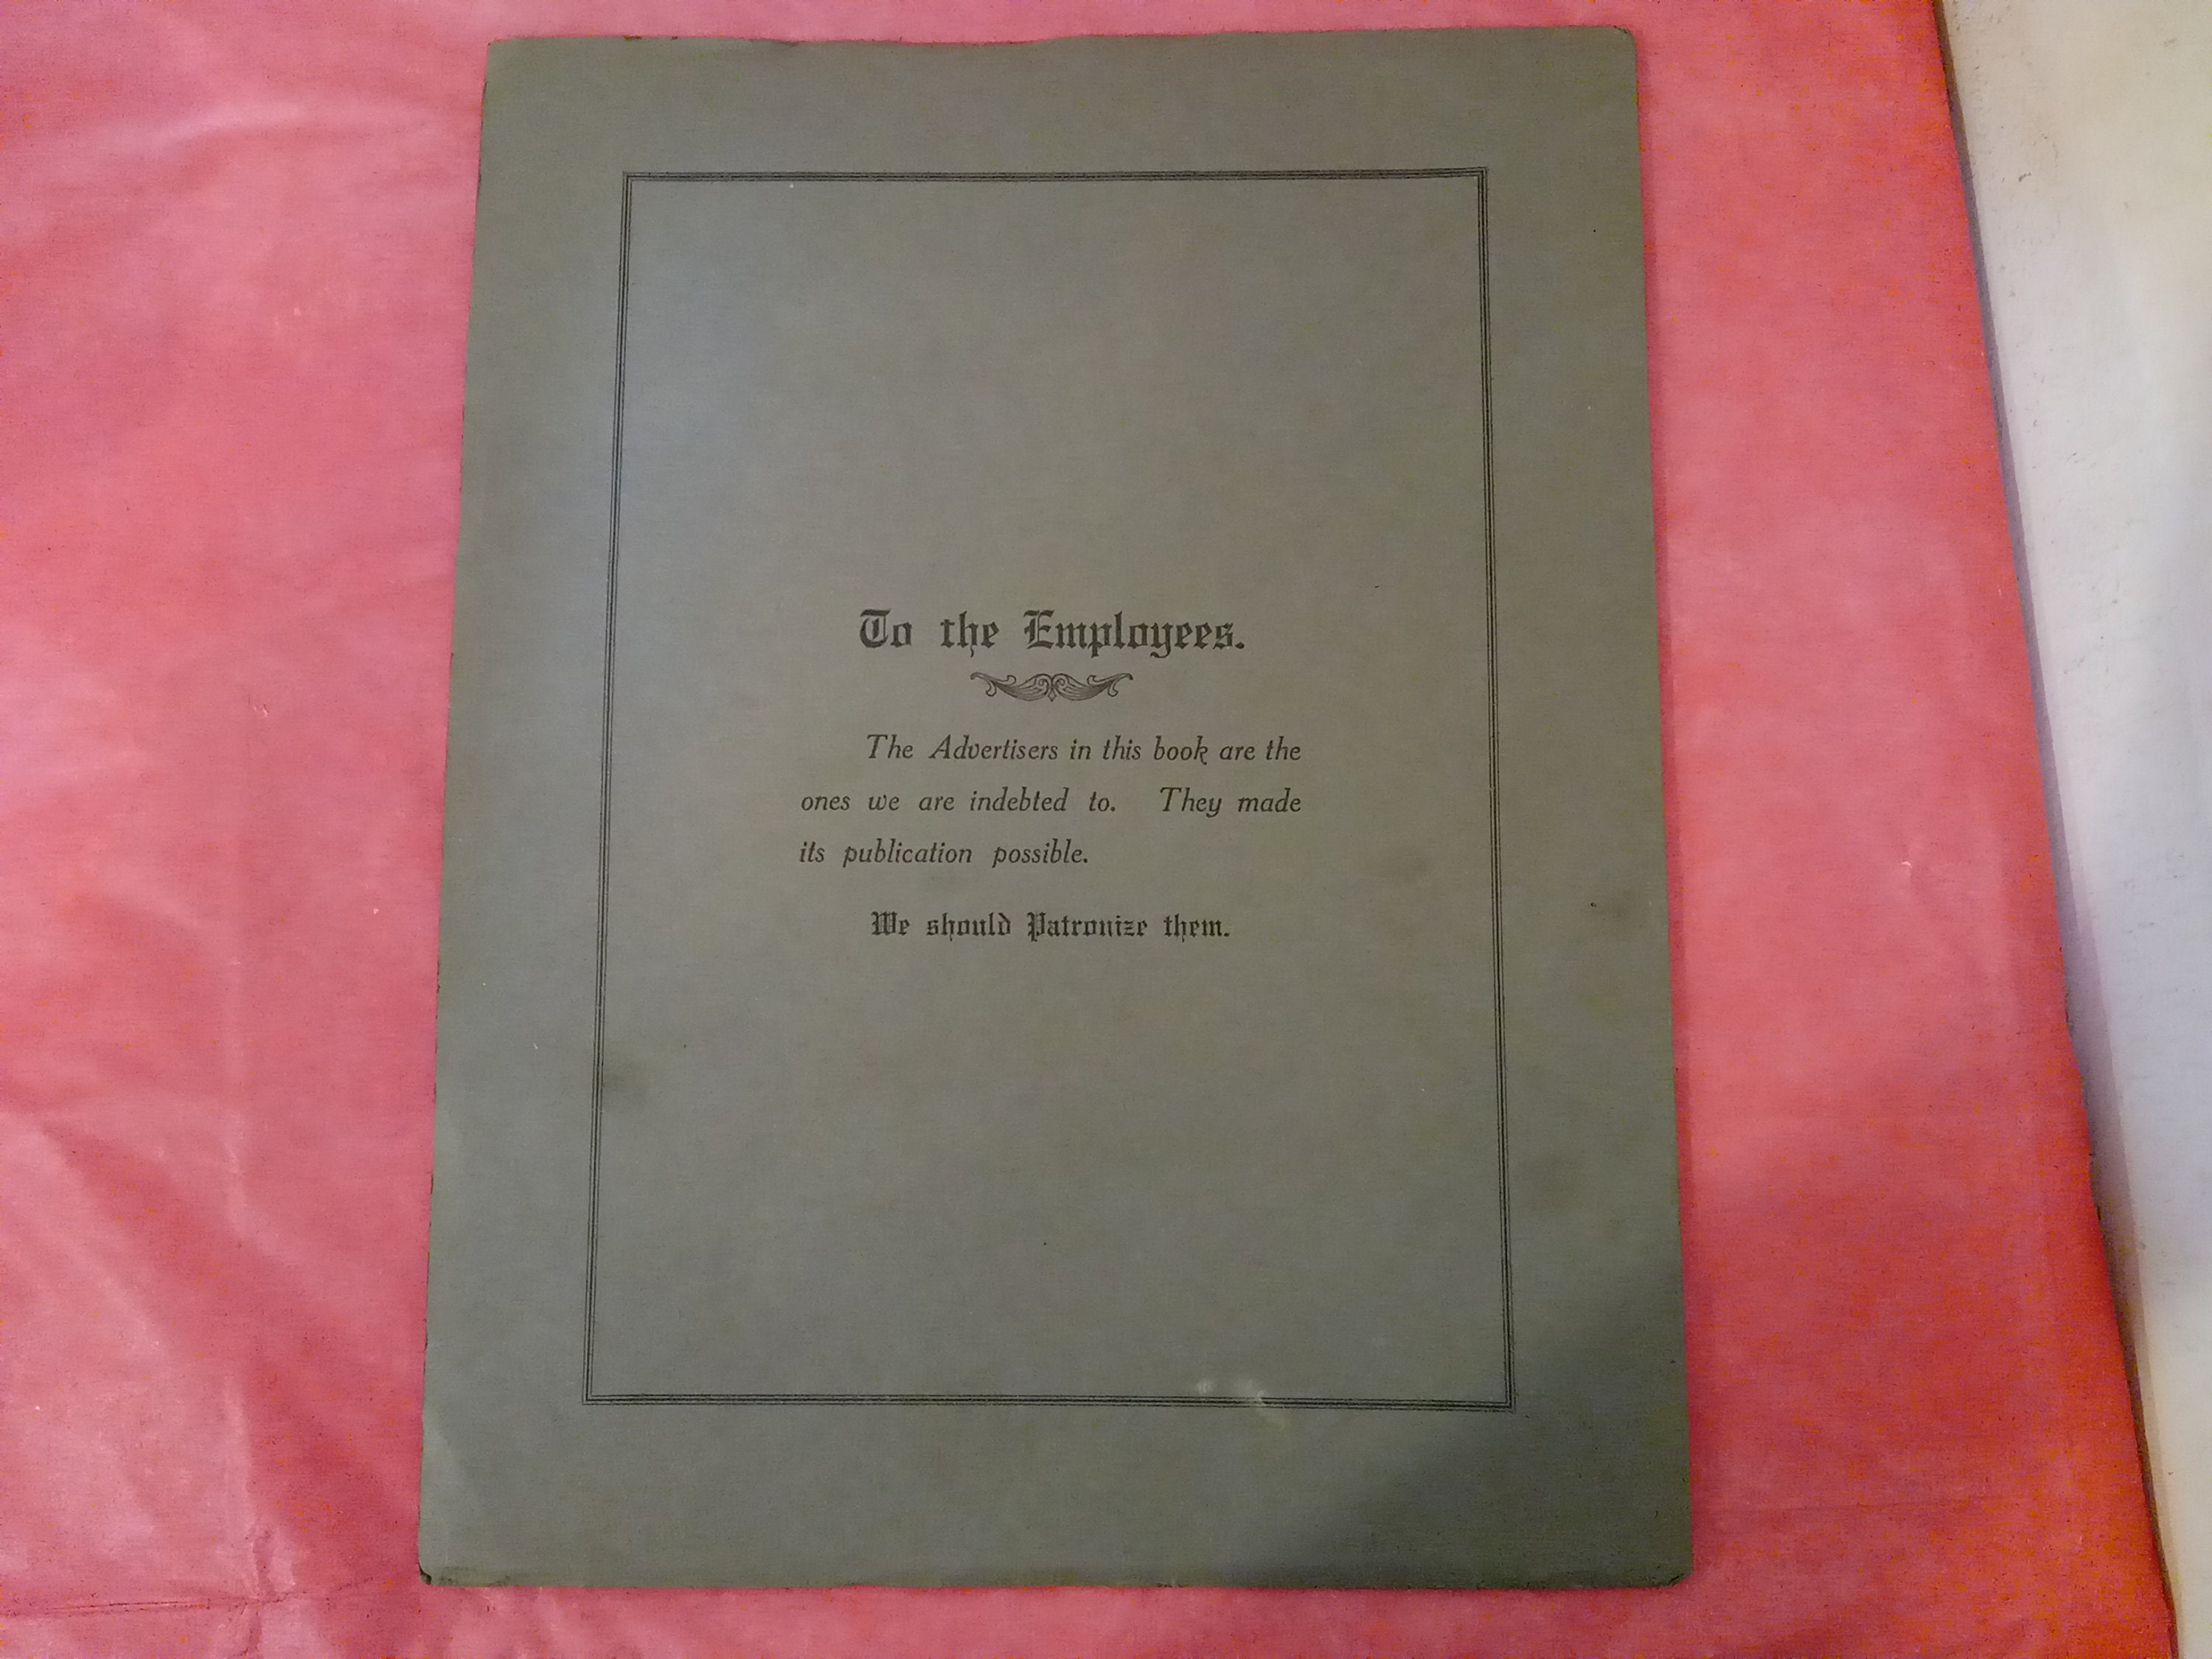 To the Employees.
The Advertisers in this book are the
ones we are indebted to. They made
its publication possible.
We should Patronize them.